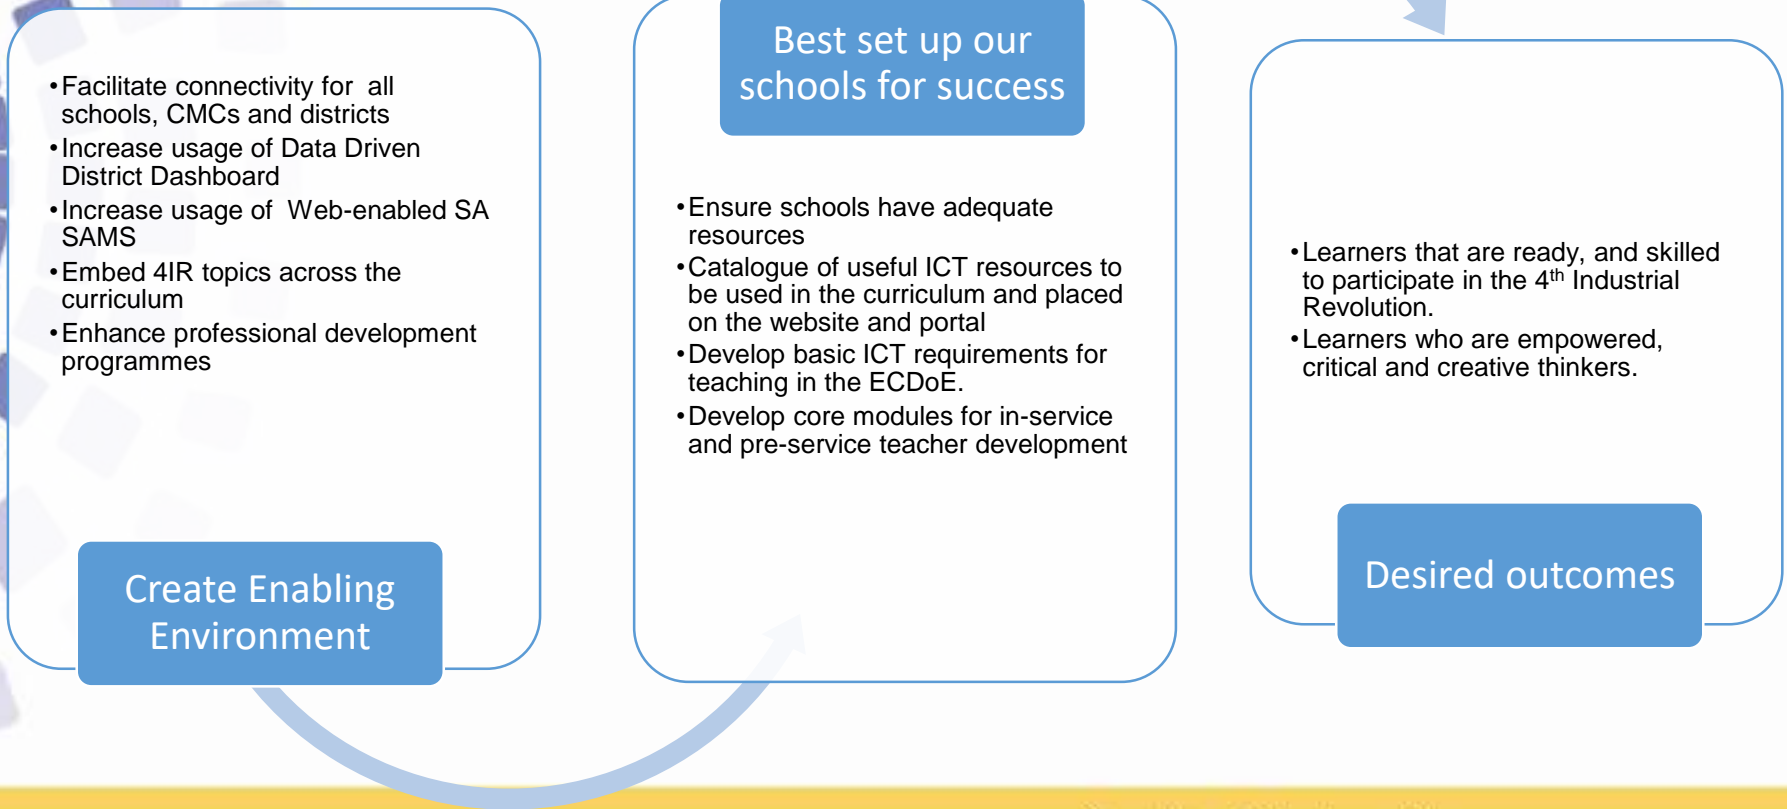 •Facilitate connectivity for all
schools, CMCs and districts
•Increase usage of Data Driven
District Dashboard
•Increase usage of Web-enabled SA
SAMS
•Embed 4IR topics across the
curriculum
•Enhance professional development
programmes
Create Enabling
Environment
Best set up our
schools for success
•Ensure schools have adequate
resources
•Catalogue of useful ICT resources to
be used in the curriculum and placed
on the website and portal
•Develop basic ICT requirements for
teaching in the ECDoE.
•Develop core modules for in-service
and pre-service teacher development
•Learners that are ready, and skilled
to participate in the 4th Industrial
Revolution.
•Learners who are empowered,
critical and creative thinkers.
Desired outcomes